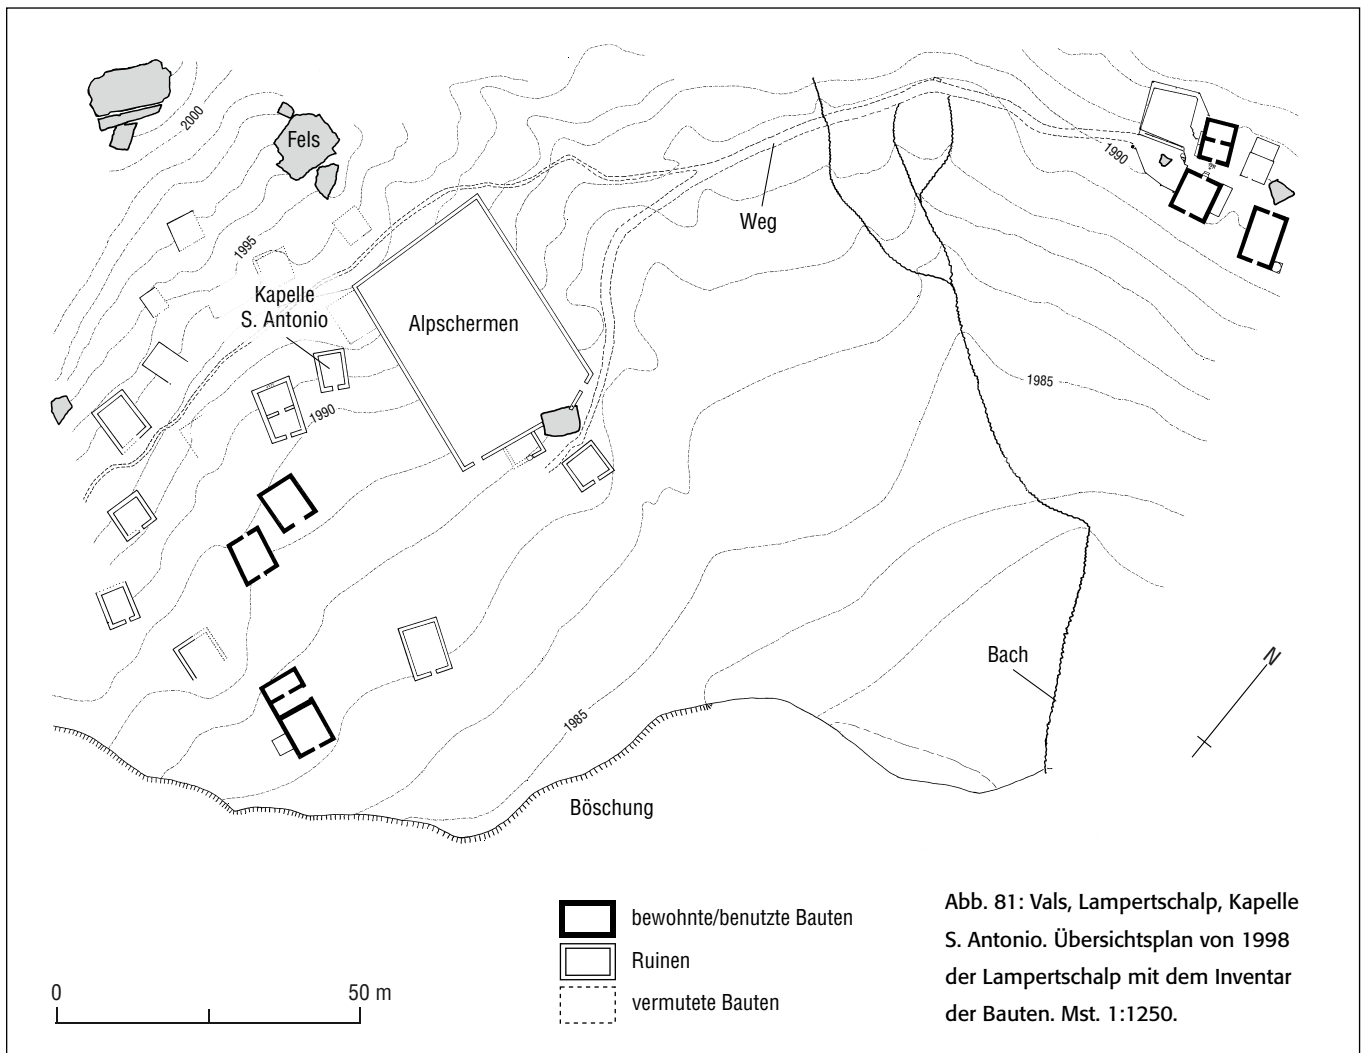 2000
Fels
1990
Weg
1995
Kapelle
S. Antonio
Alpschermen
1985
1990
Bach
N
1985
Böschung
bewohnte/benutzte Bauten
Ruinen
vermutete Bauten
0 50 m
Abb. 81: Vals, Lampertschalp, Kapelle
S. Antonio. Übersichtsplan von 1998
der Lampertschalp mit dem Inventar
der Bauten. Mst. 1:1250.